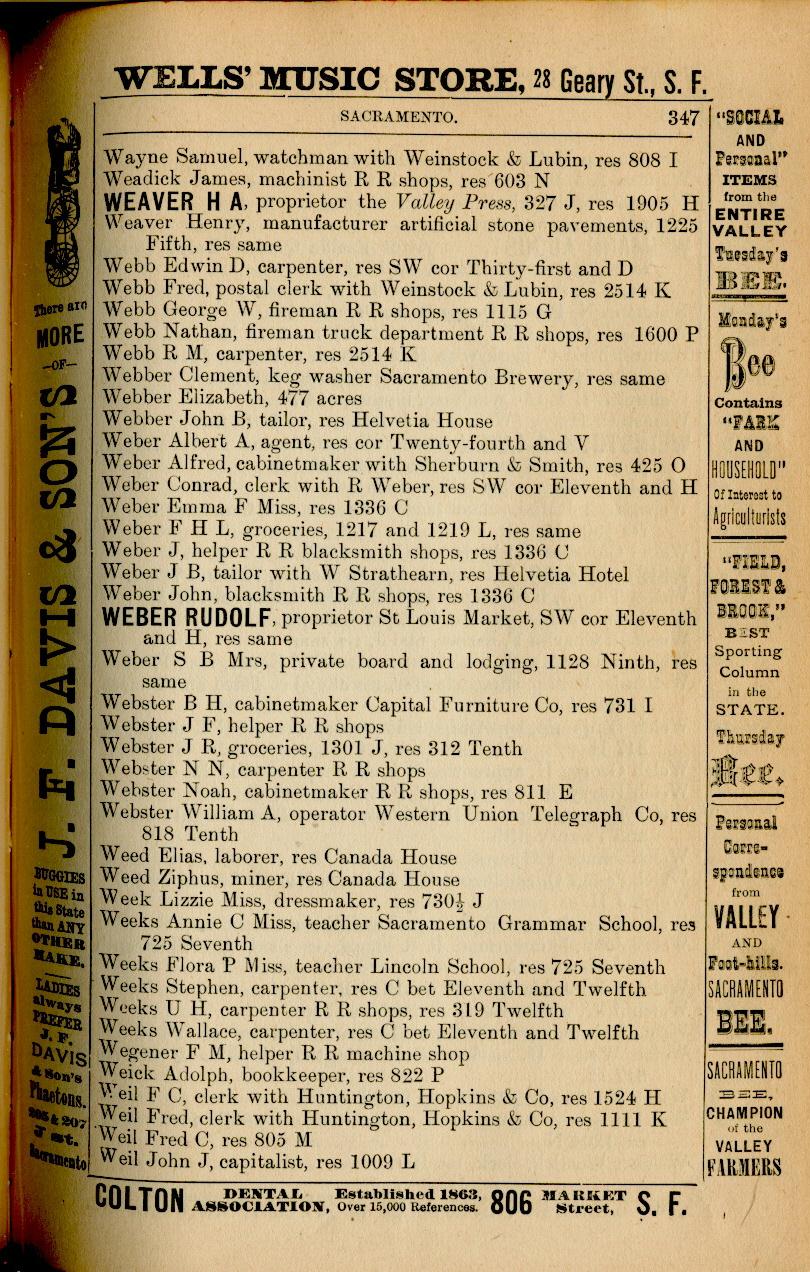 WELLS' MUSIC STORE, 28 Geary St., S. F.
SACRAMENTO. 347
Wayne Samuel, watchman with Weinstock & Lubin, res 808 I
Weadick James, machinist R R shops, res 603 N
WEAVER H A, proprietor the Valley Press, 327 J, res 1905 H
Weaver Henry, manufacturer artificial stone pavements, 1225
Fifth, res same
Webb Edwin D, carpenter, res SW cor Thirty-first and D
Webb Fred, postal clerk with Weinstock & Lubin, res 2514 K
Webb George W, fireman R R shops, res 1115 G
Webb Nathan, fireman truck department R R shops, res 1600 P
Webb R M, carpenter, res 2514 K
Webber Clement, keg washer Sacramento Brewery, res same
Webber Elizabeth, 477 acres
Webber John B, tailor, res Helvetia House
Weber Albert A, agent, res cor Twenty-fourth and V
Weber Alfred, cabinetmaker with Sherburn & Smith, res 425 O
Weber Conrad, clerk with R Weber, res SW cor Eleventh and H
Weber Emma F Miss, res 1336 C
Weber F H L, groceries, 1217 and 1219 L, res same
Weber J, helper R R blacksmith shops, res 1336 C
Weber J B, tailor with W Strathearn, res Helvetia Hotel
Weber John, blacksmith R R shops, res 1336 C
WEBER RUDOLF, proprietor St Louis Market, SW cor Eleventh
and H, res same
Weber S B Mrs, private board and lodging, 1128 Ninth, res
same
Webster B H, cabinetmaker Capital Furniture Co, res 731 I
Webster J F, helper R R shops
Webster J R, groceries, 1301 J, res 312 Tenth
Webster N N, carpenter R R shops
Webster Noah, cabinetmaker R R shops, res 811 E
Webster William A, operator Western Union Telegraph Co, res
818 Tenth
Weed Elias, laborer, res Canada House
Weed Ziphus, miner, res Canada House
Week Lizzie Miss, dressmaker, res 730½ J
Weeks Annie C Miss, teacher Sacramento Grammar School, res
725 Seventh
Weeks Flora P Miss, teacher Lincoln School, res 725 Seventh
Weeks Stephen, carpenter, res C bet Eleventh and Twelfth
Weeks U H, carpenter R R shops, res 319 Twelfth
Weeks Wallace, carpenter, res C bet Eleventh and Twelfth
Wegener F M, helper R R machine shop
Weick Adolph, bookkeeper, res 822 P
Weil F C, clerk with Huntington, Hopkins & Co, res 1524 H
Weil Fred, clerk with Huntington, Hopkins & Co, res 1111 K
Weil Fred C, res 805 M
Weil John J, capitalist, res 1009 L
There are
MORE
—OF—
J. F. DAVIS & SON'S
BUGGIES
in USE in
this State
than ANY
OTHER
MAKE.
LADIES
always
PREFER
J. F.
DAVIS
& Son's
Phaetons.
205 & 207
J st.
Sacramento
"SOCIAL
AND
Personal"
ITEMS
from the
ENTIRE
VALLEY
Tuesday's
BEE.
Monday's
Bee
Contains
"FARM
AND
HOUSEHOLD"
Of Interest to
Agriculturists
"FIELD,
FOREST &
BROOK,"
BEST
Sporting
Column
in the
STATE.
Thursday
Bee.
Personal
Corre-
spondence
from
VALLEY
AND
Foot-hills.
SACRAMENTO
BEE.
SACRAMENTO
BEE,
CHAMPION
of the
VALLEY
FARMERS
COLTON DENTAL ASSOCIATION, Established 1863, Over 15,000 References. 806 MARKET Street, S. F.